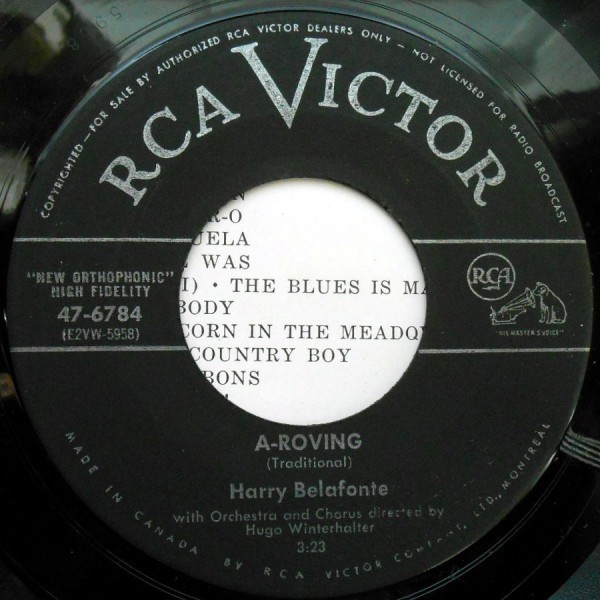 COPYRIGHTED—FOR SALE BY AUTHORIZED RCA VICTOR DEALERS ONLY - NOT LICENSED FOR RADIO BROADCAST
RCA VICTOR
R-O
UELA
WAS
I) • THE BLUES IS MA
BODY
CORN IN THE MEADO
COUNTRY BOY
BONS
"NEW ORTHOPHONIC"
HIGH FIDELITY
47-6784
(E2VW-5958)
RCA
"HIS MASTER'S VOICE"
A-ROVING
(Traditional)
Harry Belafonte
with Orchestra and Chorus directed by
Hugo Winterhalter
3:23
MADE IN CANADA BY RCA VICTOR COMPANY, LTD., MONTREAL